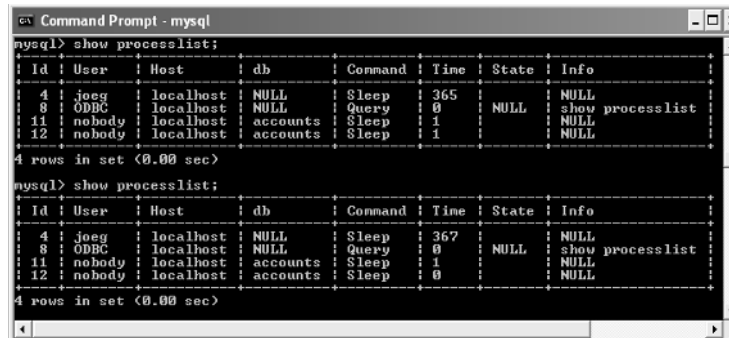 Command Prompt - mysql
mysql> show processlist;
+----+--------+-----------+----------+---------+------+-------+------------------+
| Id | User | Host | db | Command | Time | State | Info |
+----+--------+-----------+----------+---------+------+-------+------------------+
| 4 | joeg | localhost | NULL | Sleep | 365 | | NULL |
| 8 | ODBC | localhost | NULL | Query | 0 | NULL | show processlist |
| 11 | nobody | localhost | accounts | Sleep | 1 | | NULL |
| 12 | nobody | localhost | accounts | Sleep | 1 | | NULL |
+----+--------+-----------+----------+---------+------+-------+------------------+
4 rows in set (0.00 sec)
mysql> show processlist;
+----+--------+-----------+----------+---------+------+-------+------------------+
| Id | User | Host | db | Command | Time | State | Info |
+----+--------+-----------+----------+---------+------+-------+------------------+
| 4 | joeg | localhost | NULL | Sleep | 367 | | NULL |
| 8 | ODBC | localhost | NULL | Query | 0 | NULL | show processlist |
| 11 | nobody | localhost | accounts | Sleep | 1 | | NULL |
| 12 | nobody | localhost | accounts | Sleep | 0 | | NULL |
+----+--------+-----------+----------+---------+------+-------+------------------+
4 rows in set (0.00 sec)